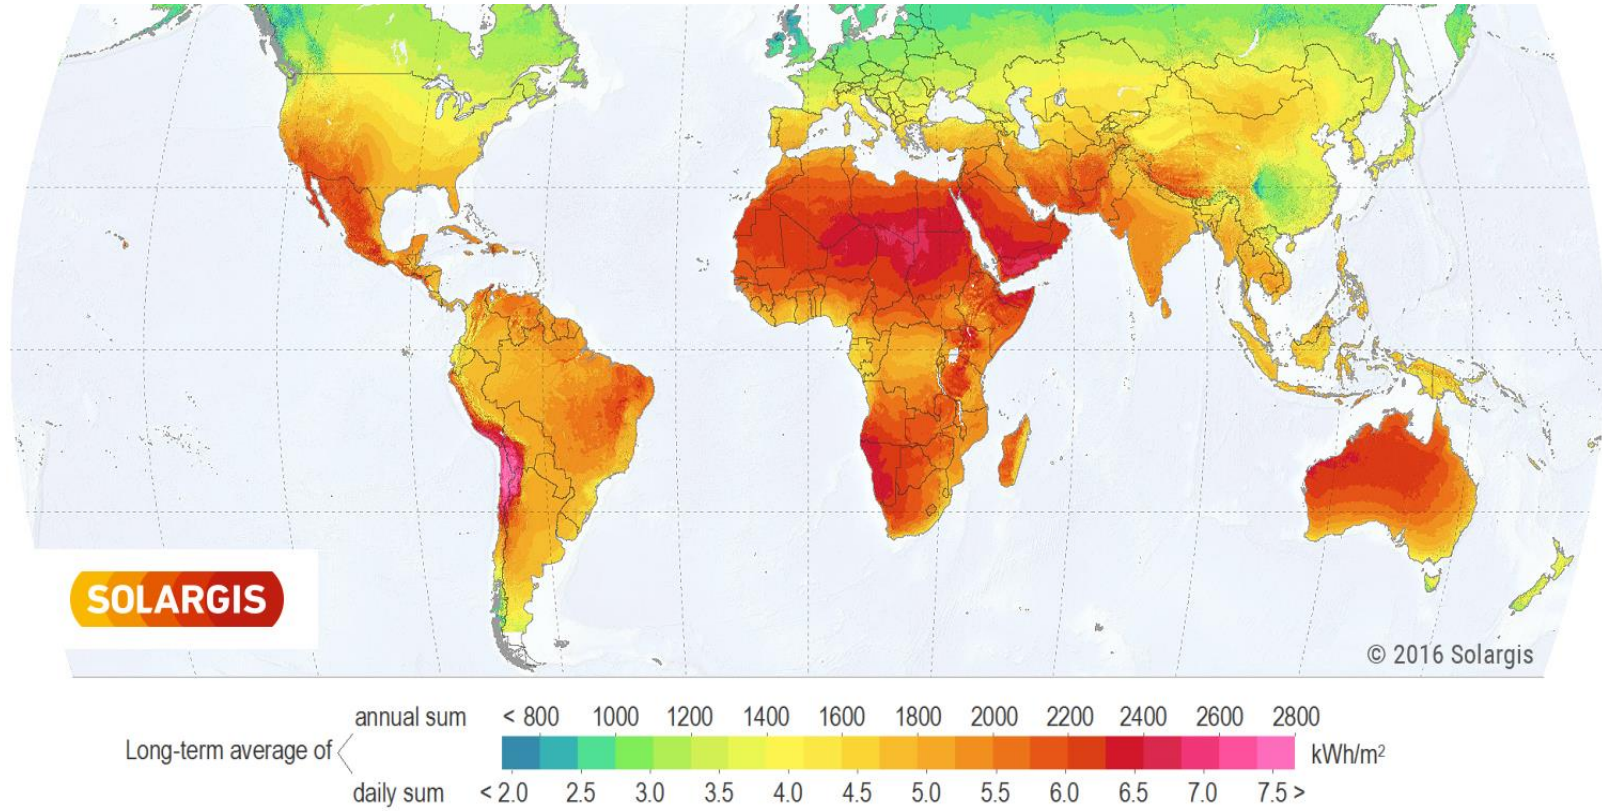 SOLARGIS
© 2016 Solargis
annual sum < 800 1000 1200 1400 1600 1800 2000 2200 2400 2600 2800
Long-term average of kWh/m²
daily sum < 2.0 2.5 3.0 3.5 4.0 4.5 5.0 5.5 6.0 6.5 7.0 7.5 >